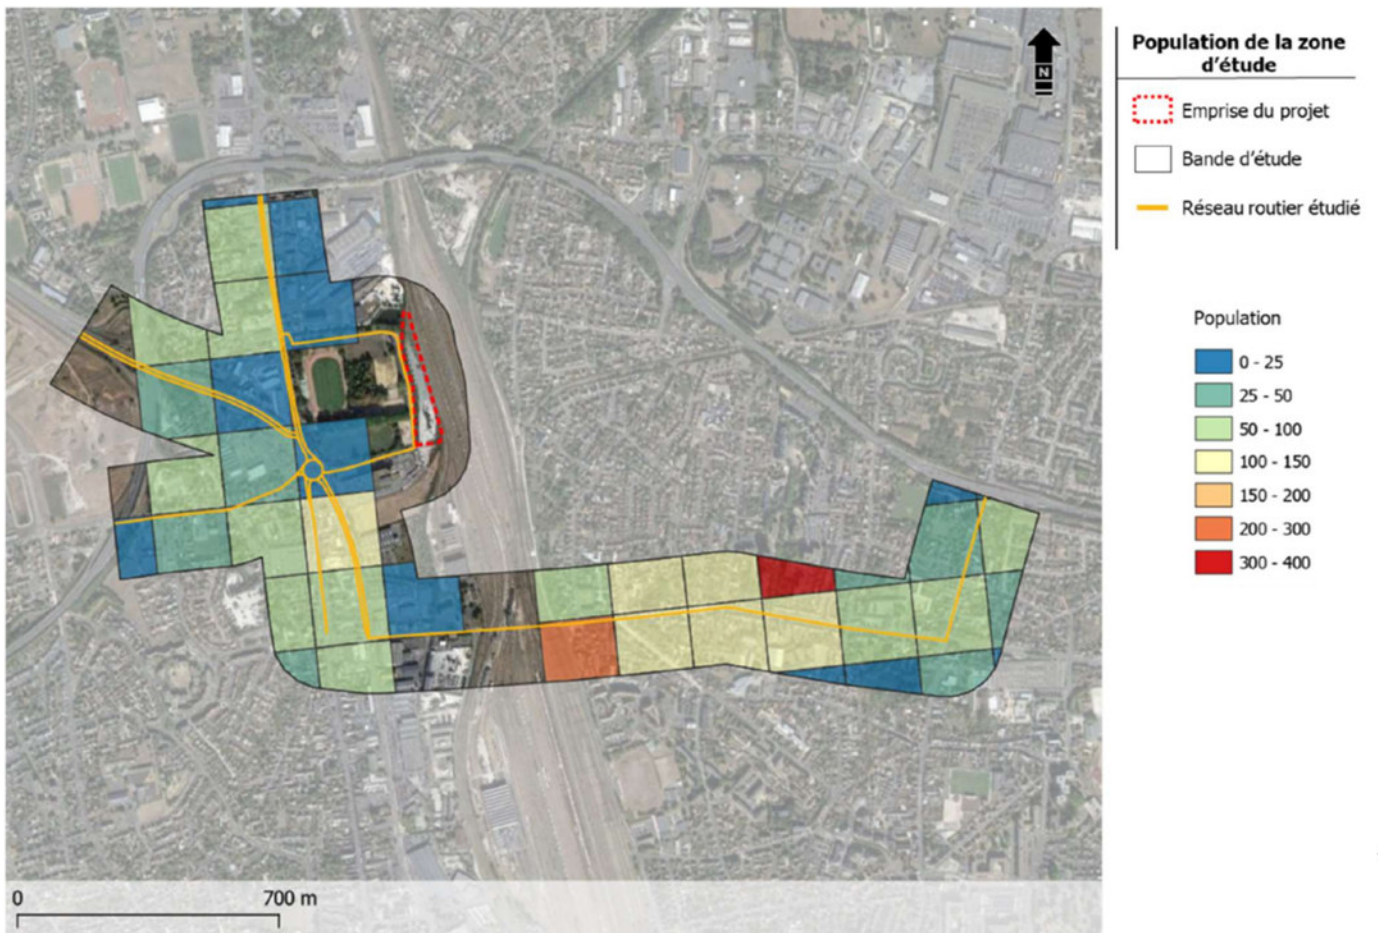 N
Population de la zone
d'étude
Emprise du projet
Bande d'étude
Réseau routier étudié
Population
0 - 25
25 - 50
50 - 100
100 - 150
150 - 200
200 - 300
300 - 400
0
700 m